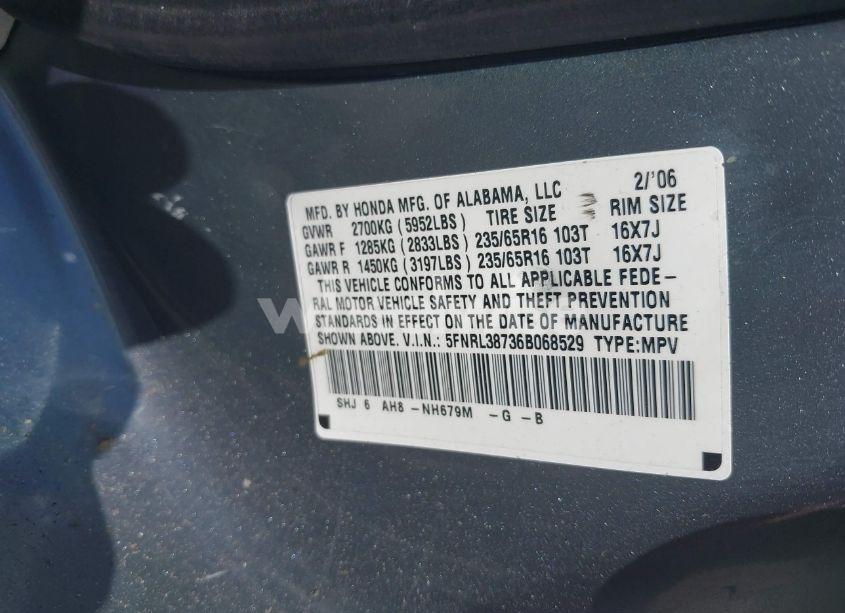 MFD. BY HONDA MFG. OF ALABAMA, LLC 2/'06
GVWR 2700KG (5952LBS) TIRE SIZE RIM SIZE
GAWR F 1285KG (2833LBS) 235/65R16 103T 16X7J
GAWR R 1450KG (3197LBS) 235/65R16 103T 16X7J
THIS VEHICLE CONFORMS TO ALL APPLICABLE FEDE-
RAL MOTOR VEHICLE SAFETY AND THEFT PREVENTION
STANDARDS IN EFFECT ON THE DATE OF MANUFACTURE
SHOWN ABOVE. V.I.N.: 5FNRL38736B068529 TYPE:MPV
SHJ 6 AH8 -NH679M -G -B